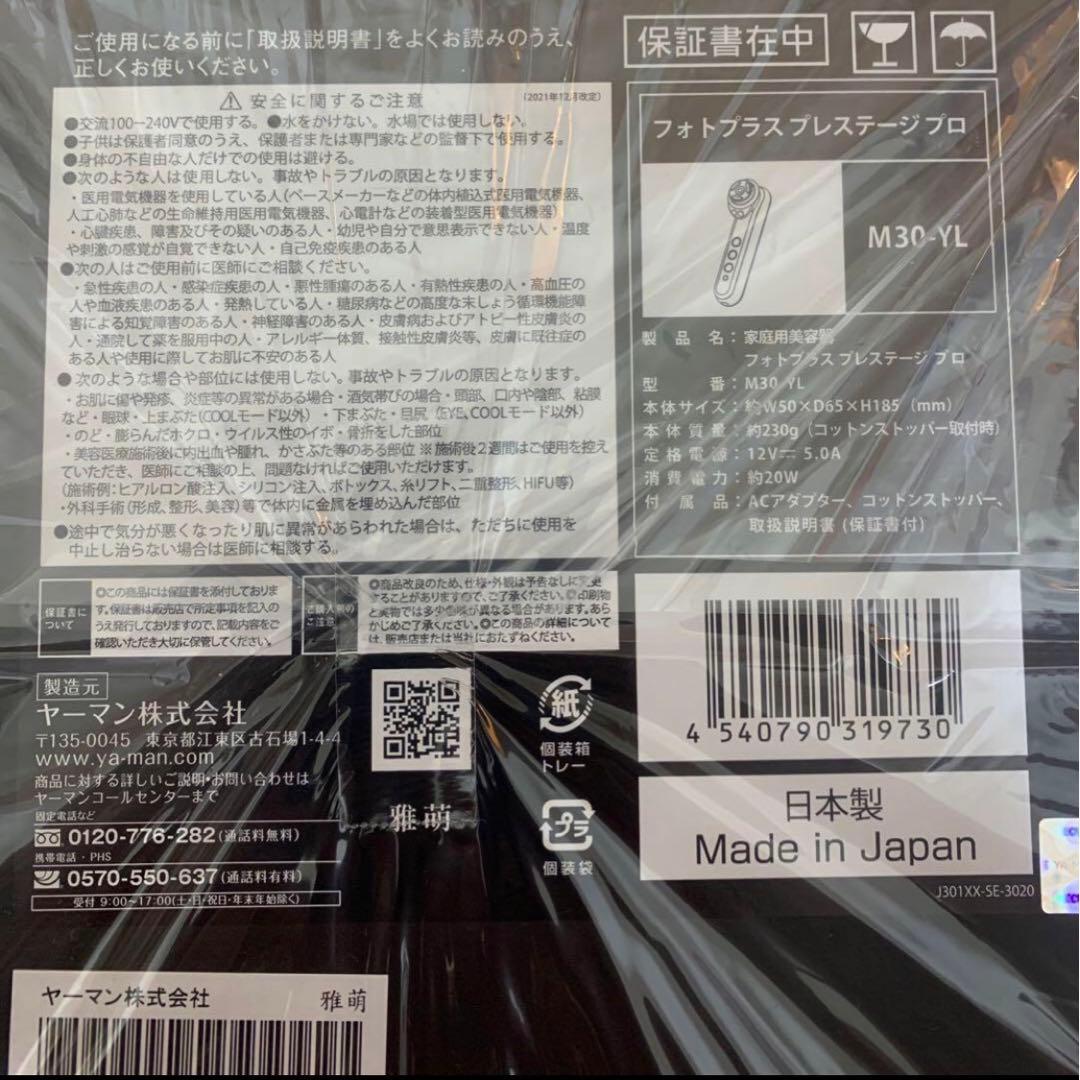 ご使用になる前に「取扱説明書」をよくお読みのうえ、
正しくお使いください。
⚠ 安全に関するご注意
(2021年12月改定)
●交流100-240Vで使用する。●水をかけない。水場では使用しない。
●子供は保護者同意のうえ、保護者または専門家などの監督下で使用する。
●身体の不自由な人だけでの使用は避ける。
●次のような人は使用しない。事故やトラブルの原因となります。
・医用電気機器を使用している人(ペースメーカーなどの体内植込式医用電気機器、
人工心肺などの生命維持用医用電気機器、心電計などの装着型医用電気機器)
・心臓疾患、障害及びその疑いのある人・幼児や自分で意思表示できない人・温度
や刺激の感覚が自覚できない人・自己免疫疾患のある人
●次の人はご使用前に医師にご相談ください。
・急性疾患の人・感染症疾患の人・悪性腫瘍のある人・有熱性疾患の人・高血圧の
人や血液疾患のある人・発熱している人・糖尿病などの高度な末しょう循環機能障
害による知覚障害のある人・神経障害のある人・皮膚病およびアトピー性皮膚炎の
人・通院して薬を服用中の人・アレルギー体質、接触性皮膚炎等、皮膚に既往症の
ある人や使用に際してお肌に不安のある人
●次のような場合や部位には使用しない。事故やトラブルの原因となります。
・お肌に傷や発疹、炎症等の異常がある場合・酒気帯びの場合・頭部、口内や陰部、粘膜
など・眼球・上まぶた(COOLモード以外)・下まぶた・目尻(EYE、COOLモード以外)
・のど・膨らんだホクロ・ウイルス性のイボ・骨折をした部位
・美容医療施術後に内出血や腫れ、かさぶた等のある部位 ※施術後2週間はご使用を控え
ていただき、医師にご相談の上、問題なければご使用いただけます。
(施術例:ヒアルロン酸注入、シリコン注入、ボトックス、糸リフト、二重整形、HIFU等)
・外科手術(形成、整形、美容)等で体内に金属を埋め込んだ部位
●途中で気分が悪くなったり肌に異常があらわれた場合は、ただちに使用を
中止し治らない場合は医師に相談する。
保証書在中
フォトプラス プレステージ プロ
M30-YL
製品名:家庭用美容器
フォトプラス プレステージ プロ
型番:M30-YL
本体サイズ:約W50×D65×H185(mm)
本体質量:約230g(コットンストッパー取付時)
定格電源:12V⎓5.0A
消費電力:約20W
付属品:ACアダプター、コットンストッパー、
取扱説明書(保証書付)
保証書に
ついて
◎この商品には保証書を添付しておりま
す。保証書は販売店で所定事項を記入の
うえ発行しておりますので、記載内容をご
確認いただき大切に保管してください。
ご購入前の
ご注意
◎商品改良のため、仕様・外観は予告なしに変更
することがありますので、ご了承ください。◎印刷物
と実物では多少色味が異なる場合があります。あら
かじめご了承ください。◎この商品の詳細について
は、販売店または当社におたずねください。
製造元
ヤーマン株式会社
〒135-0045 東京都江東区古石場1-4-4
www.ya-man.com
商品に対する詳しいご説明・お問い合わせは
ヤーマンコールセンターまで
固定電話など
0120-776-282(通話料無料)
携帯電話・PHS
0570-550-637(通話料有料)
受付 9:00~17:00(土・日・祝日・年末年始除く)
雅萌
紙
個装箱
トレー
プラ
個装袋
4 540790 319730
日本製
Made in Japan
J301XX-SE-3020
ヤーマン株式会社 雅萌